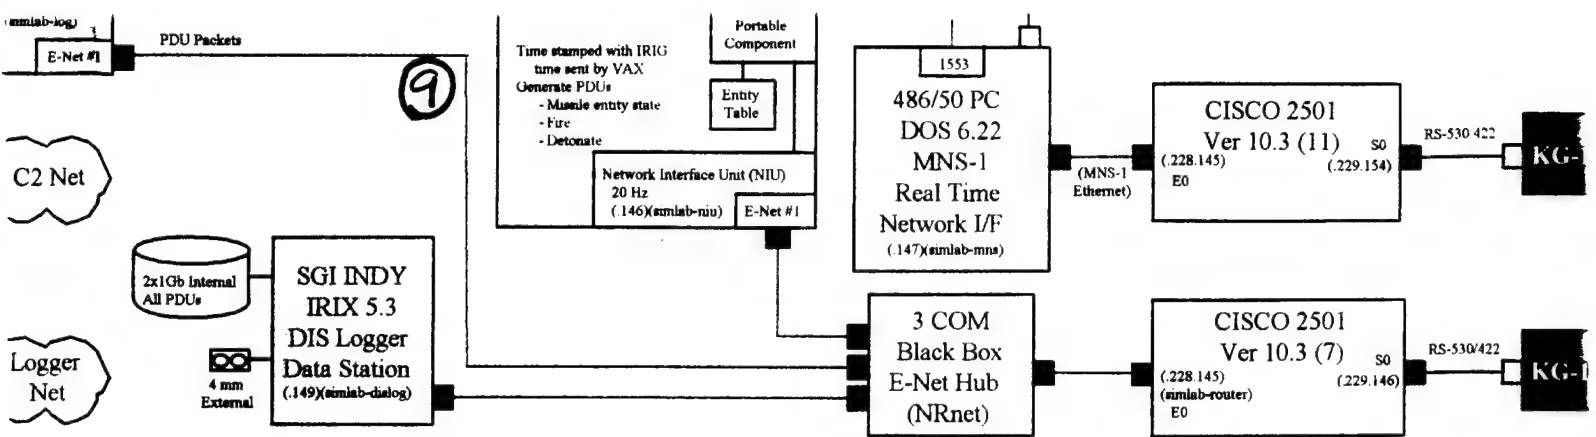 (simlab-log)
E-Net #1
PDU Packets
9
Time stamped with IRIG
time sent by VAX
Generate PDUs
- Missile entity state
- Fire
- Detonate
Portable
Component
Entity
Table
Network Interface Unit (NIU)
20 Hz
(.146)(simlab-niu)
E-Net #1
1553
486/50 PC
DOS 6.22
MNS-1
Real Time
Network I/F
(.147)(simlab-mns)
(MNS-1
Ethernet)
CISCO 2501
Ver 10.3 (11)
S0
(.228.145)
(.229.154)
E0
RS-530 422
KG-1
C2 Net
2x1Gb Internal
All PDUs
4 mm
External
SGI INDY
IRIX 5.3
DIS Logger
Data Station
(.149)(simlab-dislog)
Logger
Net
3 COM
Black Box
E-Net Hub
(NRnet)
CISCO 2501
Ver 10.3 (7)
S0
(.228.145)
(.229.146)
(simlab-router)
E0
RS-530/422
KG-1